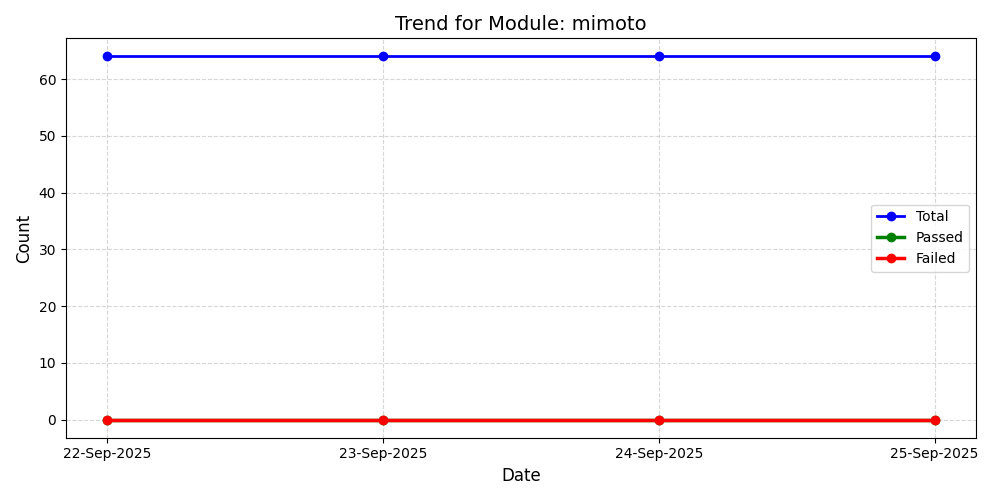 Trend for Module: mimoto
Count
60
50
40
30
20
10
0
Total
Passed
Failed
22-Sep-2025 23-Sep-2025 24-Sep-2025 25-Sep-2025
Date